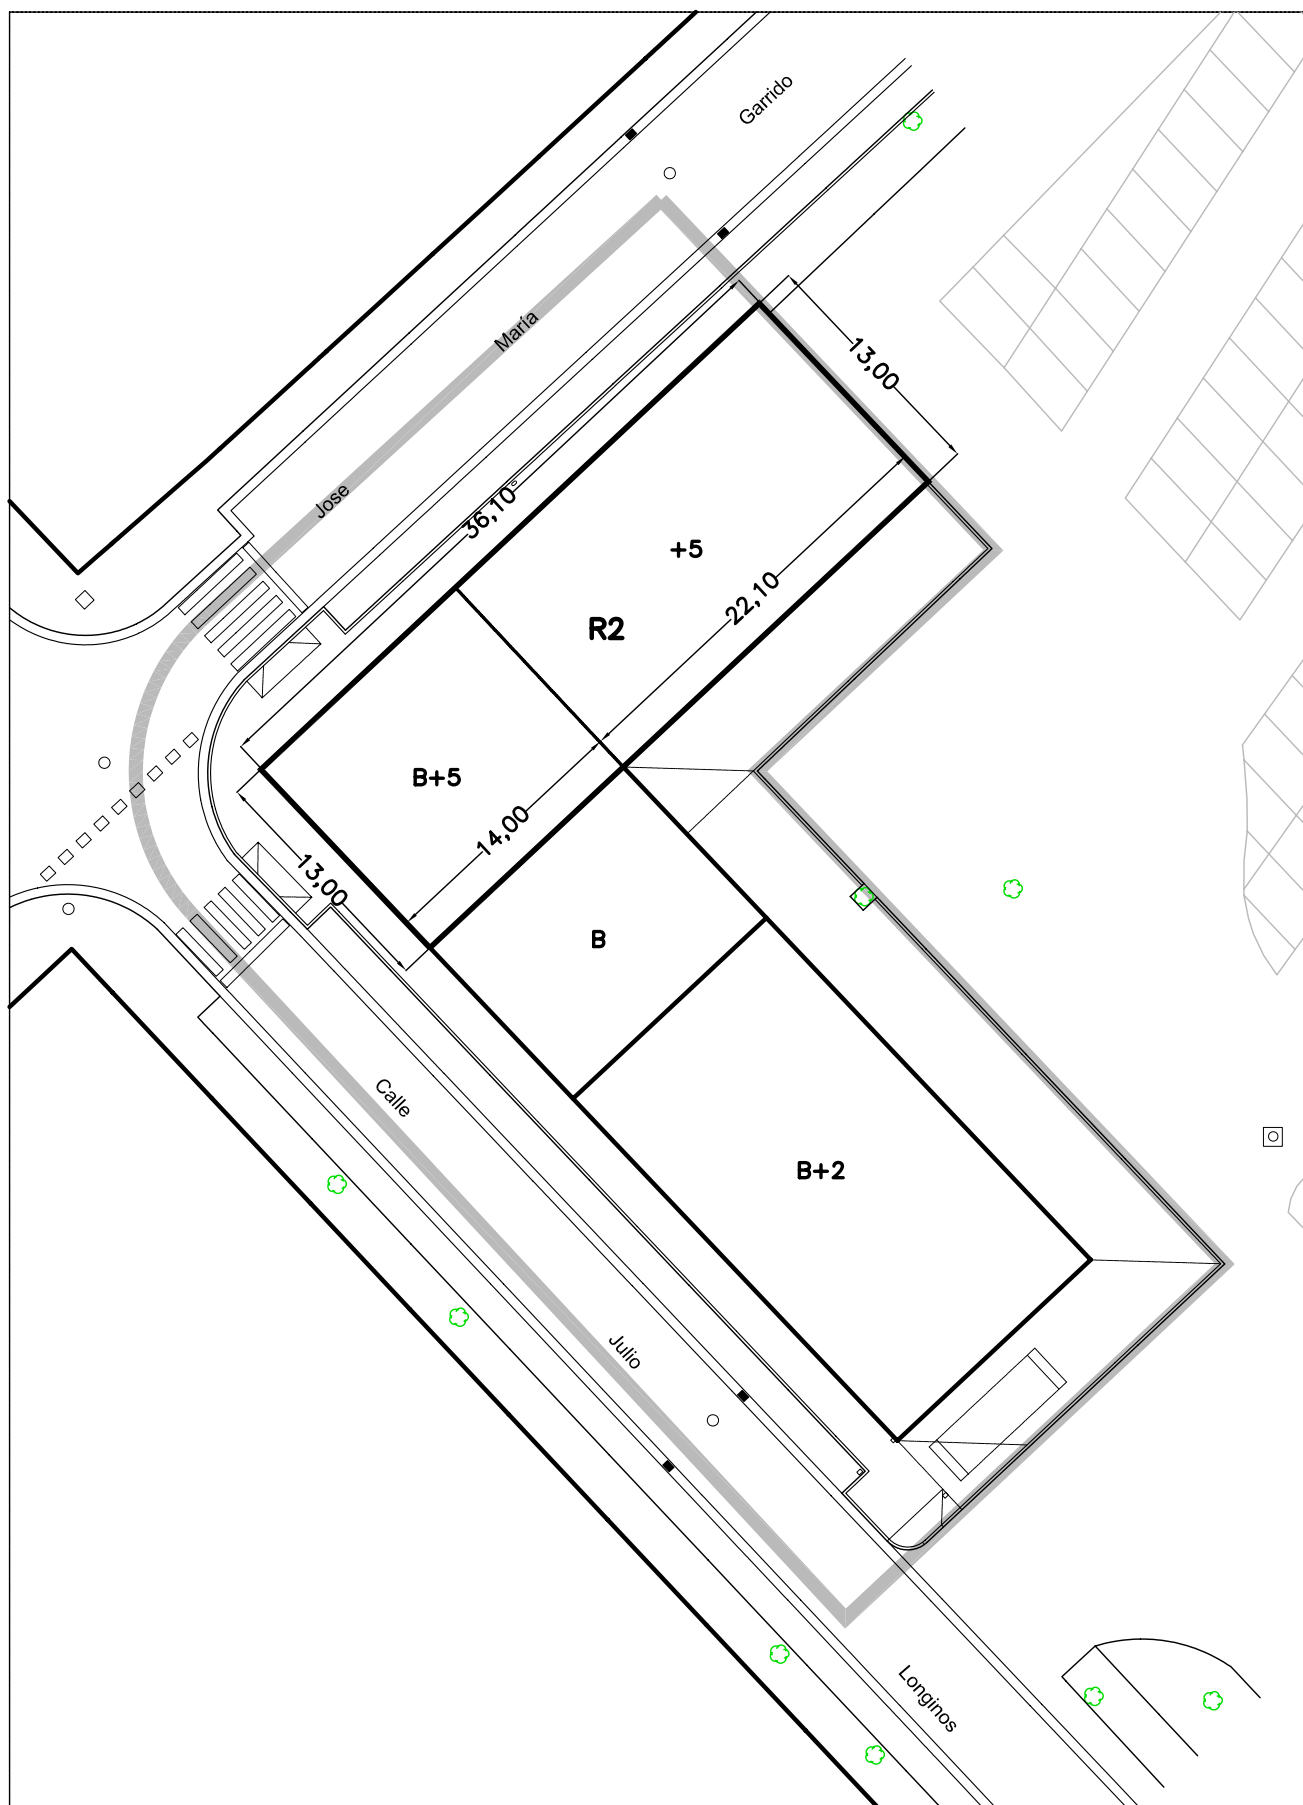 Garrido
María
13,00
Jose
36,10°
+5
22,10
R2
B+5
14,00
13,00
B
Calle
B+2
Julio
Longinos